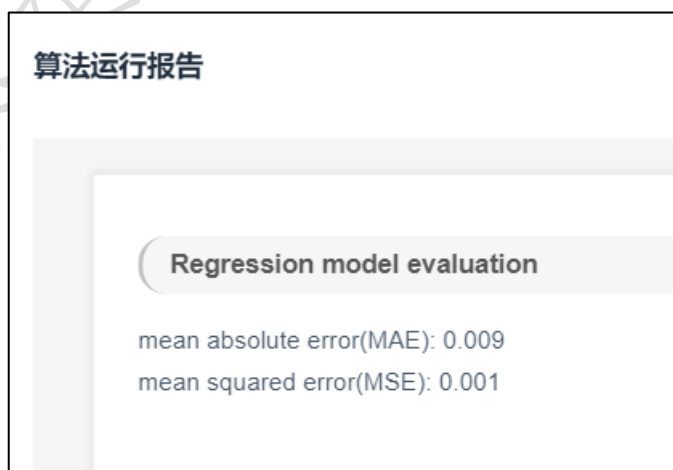 算法运行报告
Regression model evaluation
mean absolute error(MAE): 0.009
mean squared error(MSE): 0.001